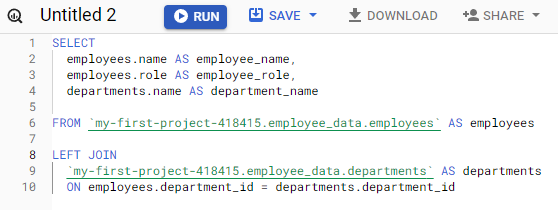 Untitled 2 RUN SAVE DOWNLOAD SHARE
1 SELECT
2 employees.name AS employee_name,
3 employees.role AS employee_role,
4 departments.name AS department_name
5
6 FROM `my-first-project-418415.employee_data.employees` AS employees
7
8 LEFT JOIN
9 `my-first-project-418415.employee_data.departments` AS departments
10 ON employees.department_id = departments.department_id